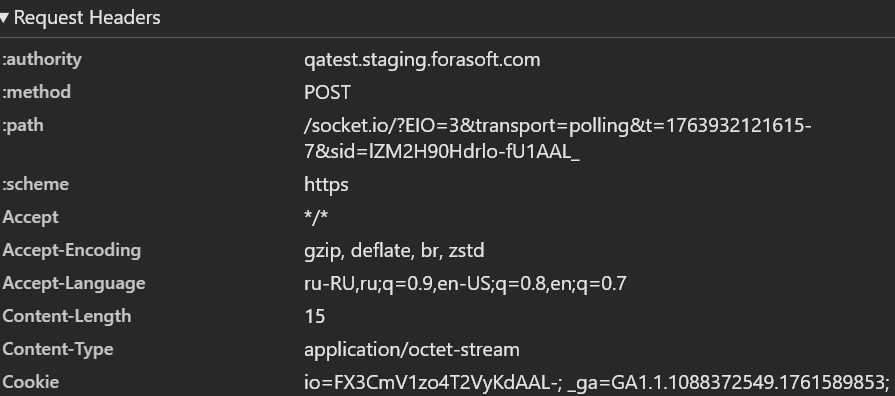 Request Headers
:authority qatest.staging.forasoft.com
:method POST
:path /socket.io/?EIO=3&transport=polling&t=1763932121615-
7&sid=lZM2H90Hdrlo-fU1AAL_
:scheme https
Accept */*
Accept-Encoding gzip, deflate, br, zstd
Accept-Language ru-RU,ru;q=0.9,en-US;q=0.8,en;q=0.7
Content-Length 15
Content-Type application/octet-stream
Cookie io=FX3CmV1zo4T2VyKdAAL-; _ga=GA1.1.1088372549.1761589853;